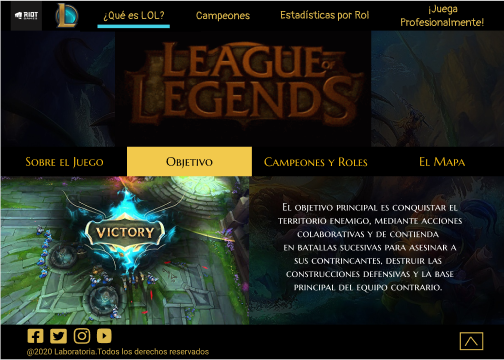 RIOT
¿Qué es LOL?
Campeones
Estadísticas por Rol
¡Juega
Profesionalmente!
LEAGUE OF
LEGENDS
Sobre el Juego
Objetivo
Campeones y Roles
El Mapa
VICTORY
El objetivo principal es conquistar el
territorio enemigo, mediante acciones
colaborativas y de contienda
en batallas sucesivas para asesinar a
sus contrincantes, destruir las
construcciones defensivas y la base
principal del equipo contrario.
@2020 Laboratoria.Todos los derechos reservados